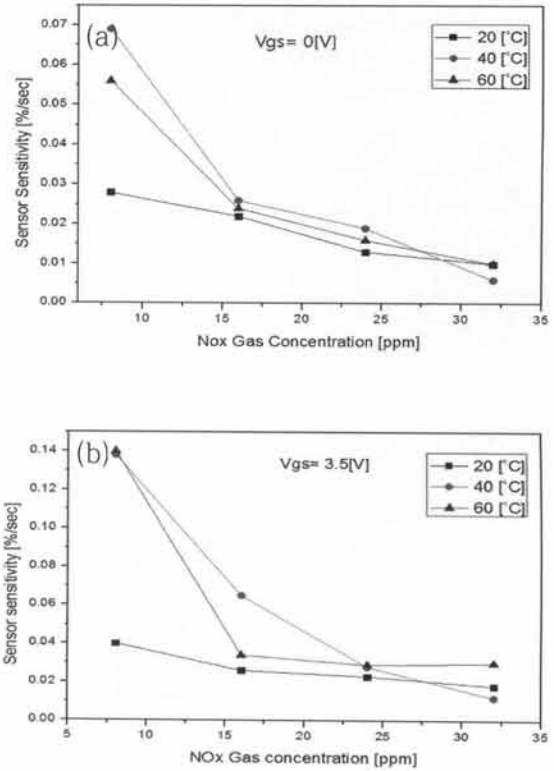 (a)
Vgs= 0[V]
20 [°C]
40 [°C]
60 [°C]
Sensor Sensitivity [%/sec]
0.07
0.06
0.05
0.04
0.03
0.02
0.01
0.00
10 15 20 25 30 35
Nox Gas Concentration [ppm]
(b)
Vgs= 3.5[V]
20 [°C]
40 [°C]
60 [°C]
Sensor sensitivity [%/sec]
0.14
0.12
0.10
0.08
0.06
0.04
0.02
0.00
5 10 15 20 25 30 35
NOx Gas concentration [ppm]